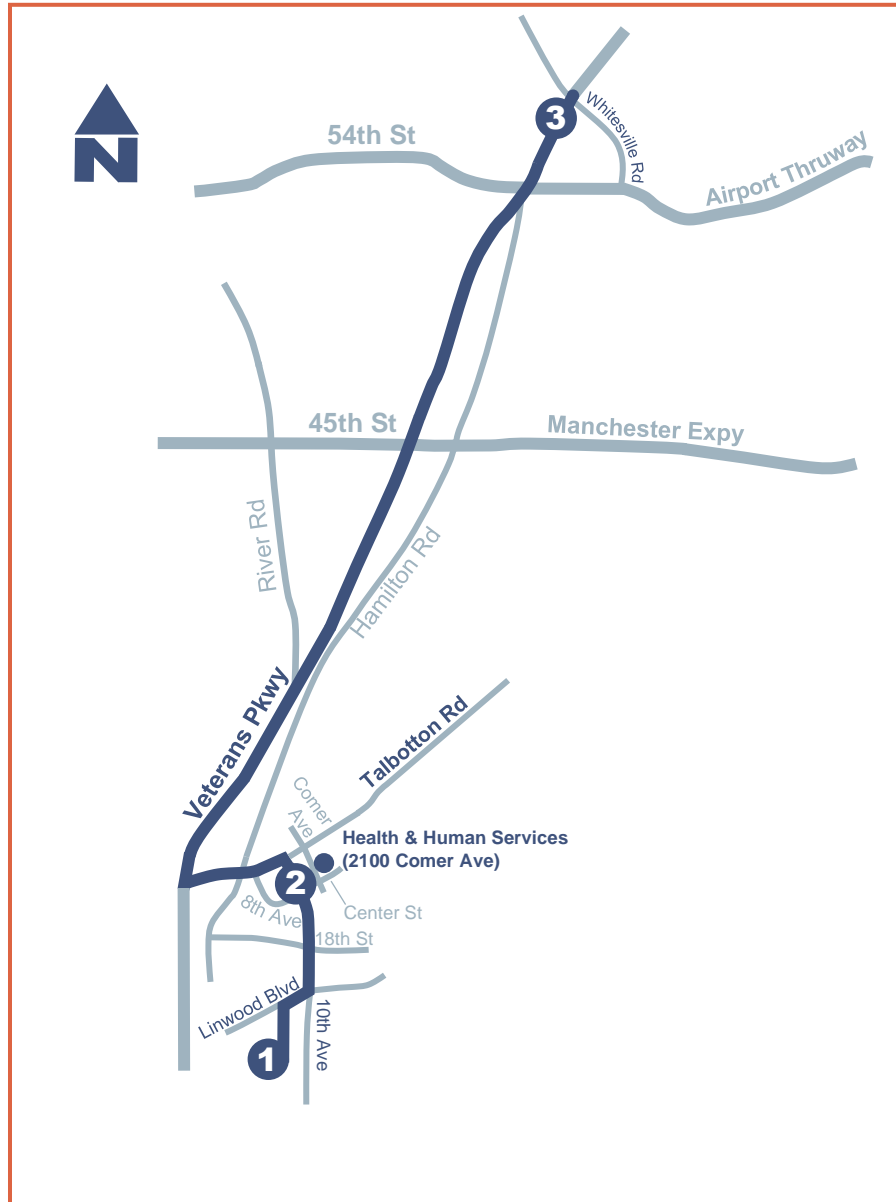 3
Whitesville Rd
54th St
Airport Thruway
N
45th St
Manchester Expy
River Rd
Hamilton Rd
Veterans Pkwy
Talbotton Rd
Comer
Ave
Health & Human Services
(2100 Comer Ave)
2
8th Ave
Center St
18th St
Linwood Blvd
10th Ave
1